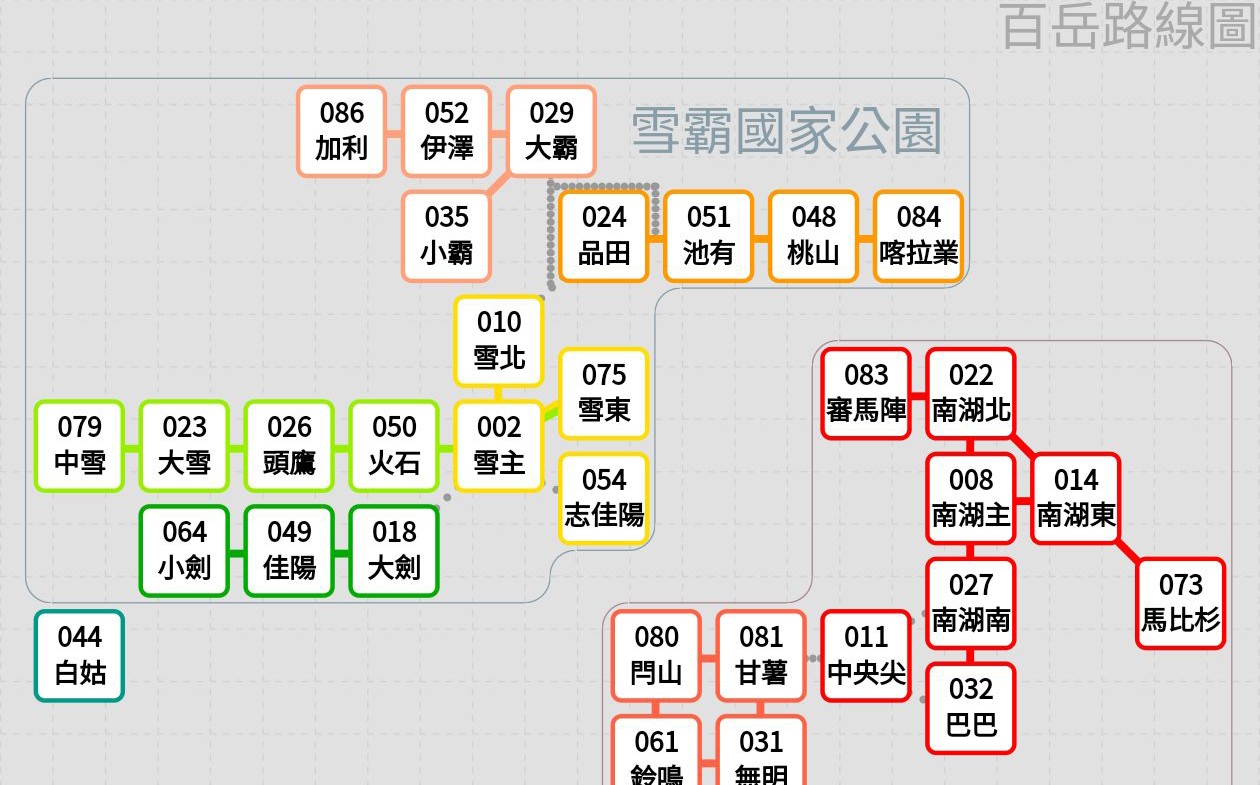 百岳路線圖
雪霸國家公園
086
加利
052
伊澤
029
大霸
035
小霸
024
品田
051
池有
048
桃山
084
喀拉業
010
雪北
075
雪東
079
中雪
023
大雪
026
頭鷹
050
火石
002
雪主
054
志佳陽
064
小劍
049
佳陽
018
大劍
044
白姑
083
審馬陣
022
南湖北
008
南湖主
014
南湖東
027
南湖南
073
馬比杉
080
閂山
081
甘薯
011
中央尖
032
巴巴
061
鈴鳴
031
無明